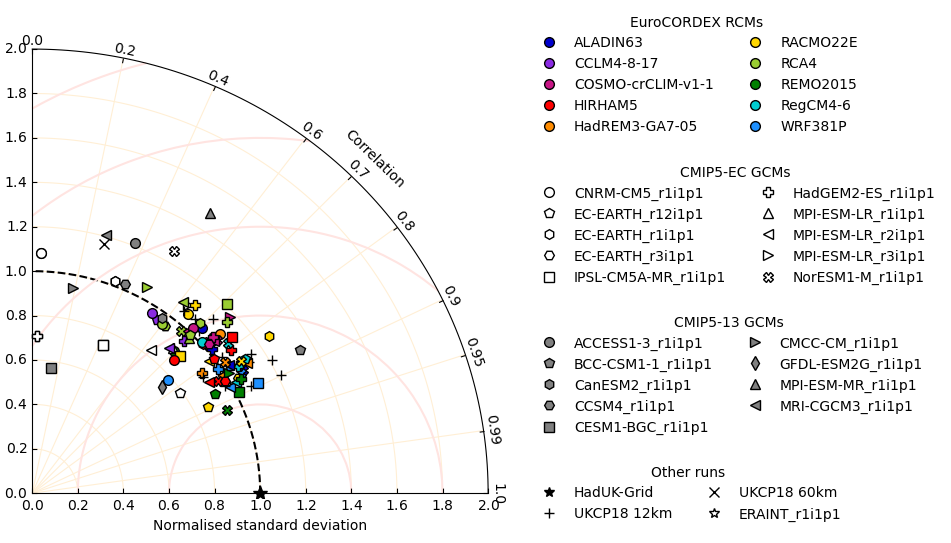 EuroCORDEX RCMs
ALADIN63 RACMO22E
CCLM4-8-17 RCA4
COSMO-crCLIM-v1-1 REMO2015
HIRHAM5 RegCM4-6
HadREM3-GA7-05 WRF381P
CMIP5-EC GCMs
CNRM-CM5_r1i1p1 HadGEM2-ES_r1i1p1
EC-EARTH_r12i1p1 MPI-ESM-LR_r1i1p1
EC-EARTH_r1i1p1 MPI-ESM-LR_r2i1p1
EC-EARTH_r3i1p1 MPI-ESM-LR_r3i1p1
IPSL-CM5A-MR_r1i1p1 NorESM1-M_r1i1p1
CMIP5-13 GCMs
ACCESS1-3_r1i1p1 CMCC-CM_r1i1p1
BCC-CSM1-1_r1i1p1 GFDL-ESM2G_r1i1p1
CanESM2_r1i1p1 MPI-ESM-MR_r1i1p1
CCSM4_r1i1p1 MRI-CGCM3_r1i1p1
CESM1-BGC_r1i1p1
Other runs
HadUK-Grid UKCP18 60km
UKCP18 12km ERAINT_r1i1p1
0.0
0.2
0.4
0.6
Correlation
0.7
0.8
0.9
0.95
0.99
1.0
2.0
1.8
1.6
1.4
1.2
1.0
0.8
0.6
0.4
0.2
0.0
0.0 0.2 0.4 0.6 0.8 1.0 1.2 1.4 1.6 1.8 2.0
Normalised standard deviation